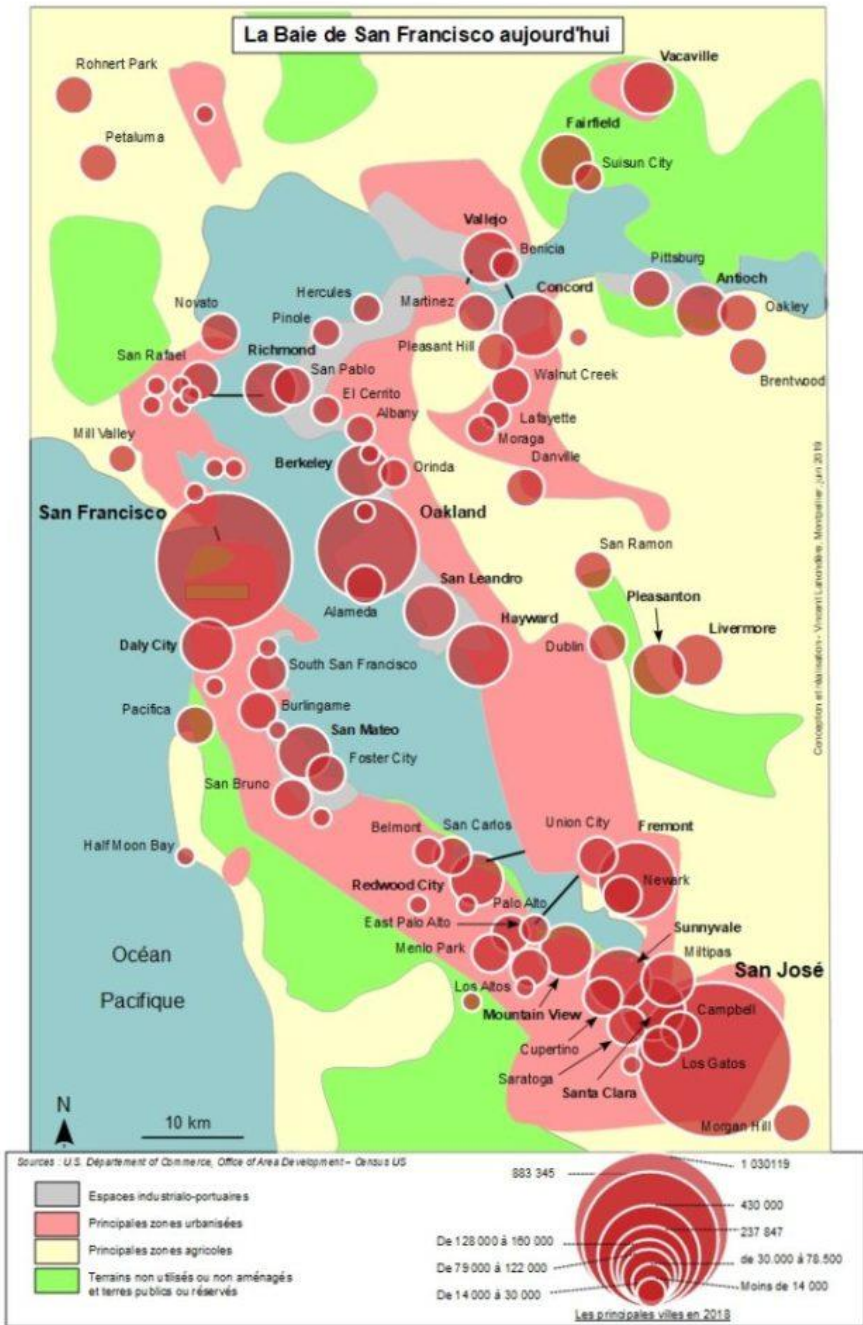 La Baie de San Francisco aujourd'hui
Rohnert Park
Vacaville
Petaluma
Fairfield
Suisun City
Vallejo
Benicia
Pittsburg
Antioch
Hercules
Martinez
Concord
Oakley
Novato
Pinole
Pleasant Hill
San Rafael
Richmond
San Pablo
Walnut Creek
Brentwood
El Cerrito
Lafayette
Albany
Mill Valley
Moraga
Berkeley
Orinda
Danville
San Francisco
Oakland
San Ramon
Alameda
San Leandro
Pleasanton
Hayward
Livermore
Daly City
Dublin
South San Francisco
Pacifica
Burlingame
San Mateo
Foster City
San Bruno
Belmont
San Carlos
Union City
Fremont
Half Moon Bay
Redwood City
Newark
Palo Alto
East Palo Alto
Sunnyvale
Menlo Park
Miltipas
Océan
Pacifique
San José
Los Altos
Mountain View
Campbell
Cupertino
Los Gatos
Saratoga
Santa Clara
Morgan Hill
N
10 km
Conception et réalisation - Vincent Lahondère, Montpellier, juin 2019
Sources : U.S. Département of Commerce, Office of Area Development – Census US
Espaces industrialo-portuaires
Principales zones urbanisées
Principales zones agricoles
Terrains non utilisés ou non aménagés
et terres publics ou réservés
883 345
1 030119
430 000
237 847
De 128 000 à 160 000
de 30.000 à 78.500
De 79 000 à 122 000
Moins de 14 000
De 14 000 à 30 000
Les principales villes en 2018